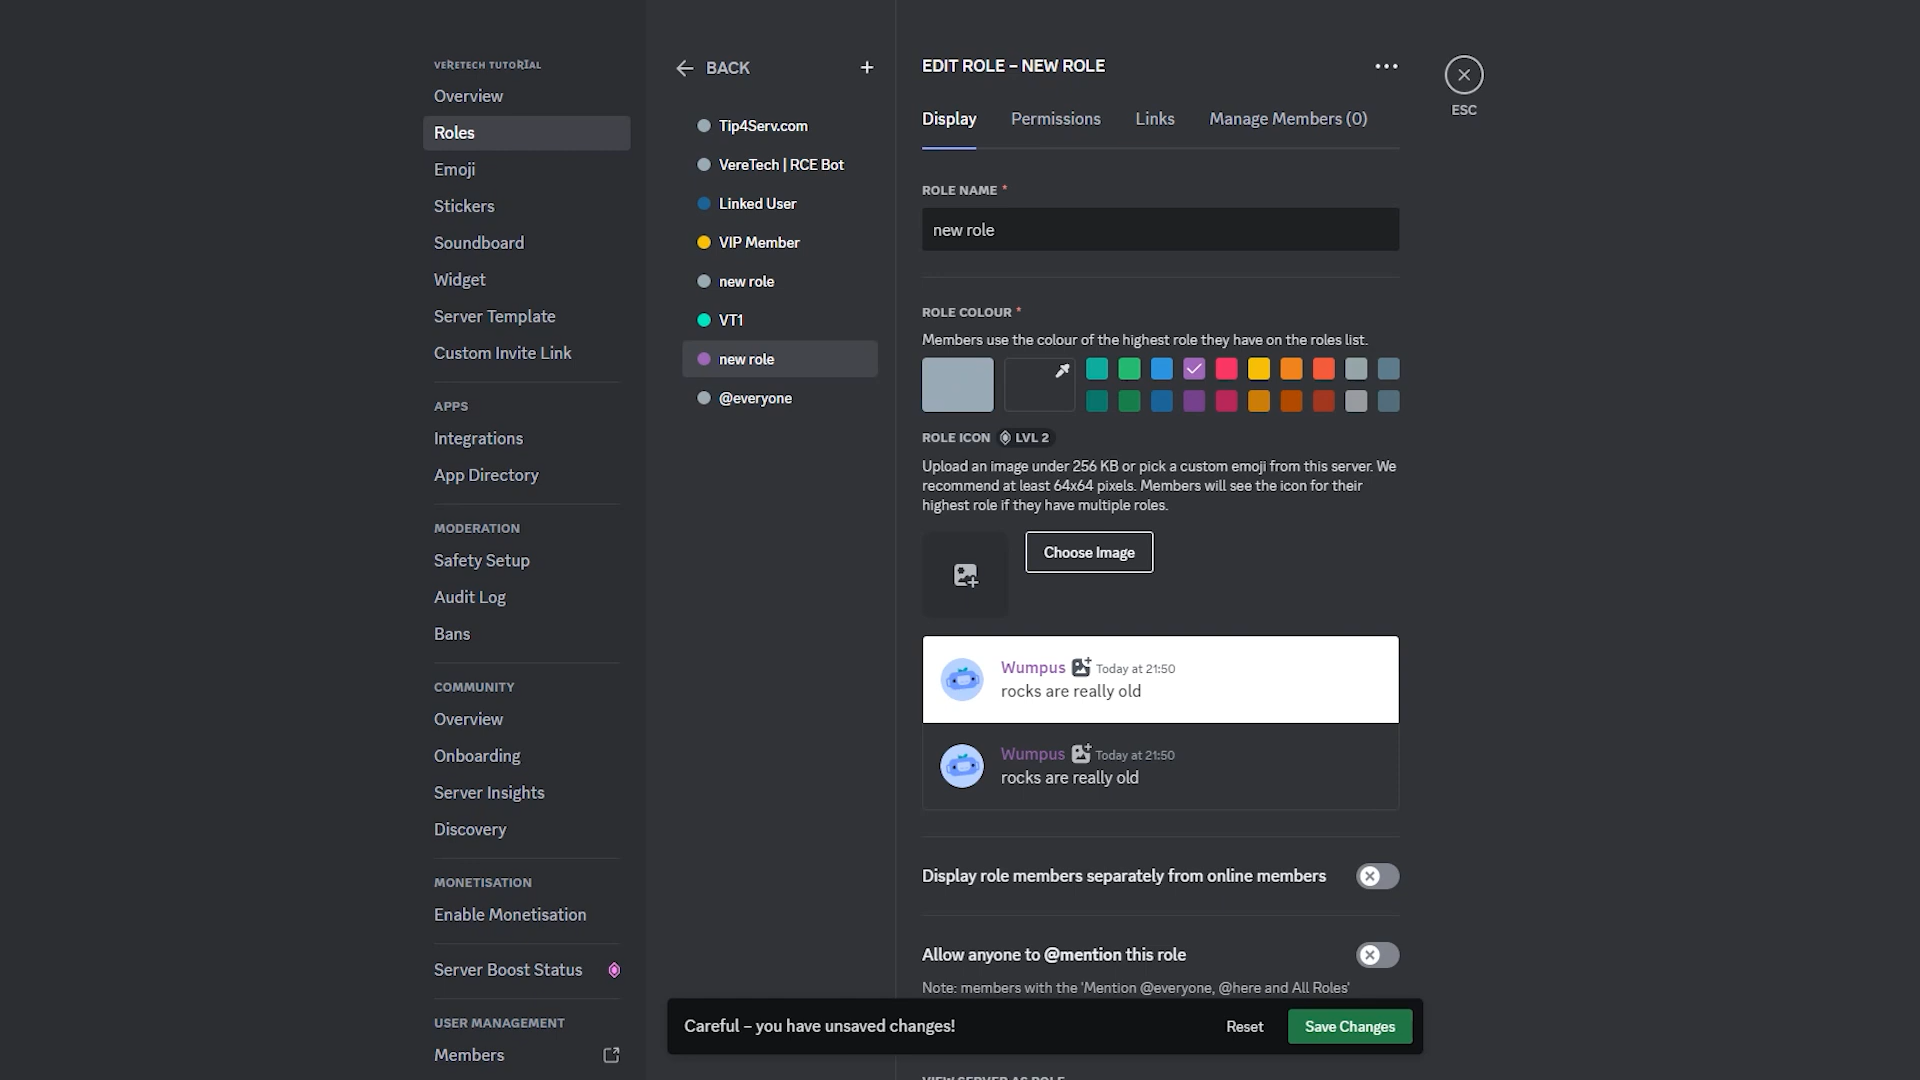 VERETECH TUTORIAL
Overview
Roles
Emoji
Stickers
Soundboard
Widget
Server Template
Custom Invite Link
APPS
Integrations
App Directory
MODERATION
Safety Setup
Audit Log
Bans
COMMUNITY
Overview
Onboarding
Server Insights
Discovery
MONETISATION
Enable Monetisation
Server Boost Status
USER MANAGEMENT
Members
BACK
Tip4Serv.com
VereTech | RCE Bot
Linked User
VIP Member
new role
VT1
new role
@everyone
EDIT ROLE – NEW ROLE
ESC
Display Permissions Links Manage Members (0)
ROLE NAME *
new role
ROLE COLOUR *
Members use the colour of the highest role they have on the roles list.
ROLE ICON LVL 2
Upload an image under 256 KB or pick a custom emoji from this server. We
recommend at least 64x64 pixels. Members will see the icon for their
highest role if they have multiple roles.
Choose Image
Wumpus Today at 21:50
rocks are really old
Wumpus Today at 21:50
rocks are really old
Display role members separately from online members
Allow anyone to @mention this role
Note: members with the 'Mention @everyone, @here and All Roles'
Careful – you have unsaved changes!
Reset
Save Changes
VIEW SERVER AS ROLE